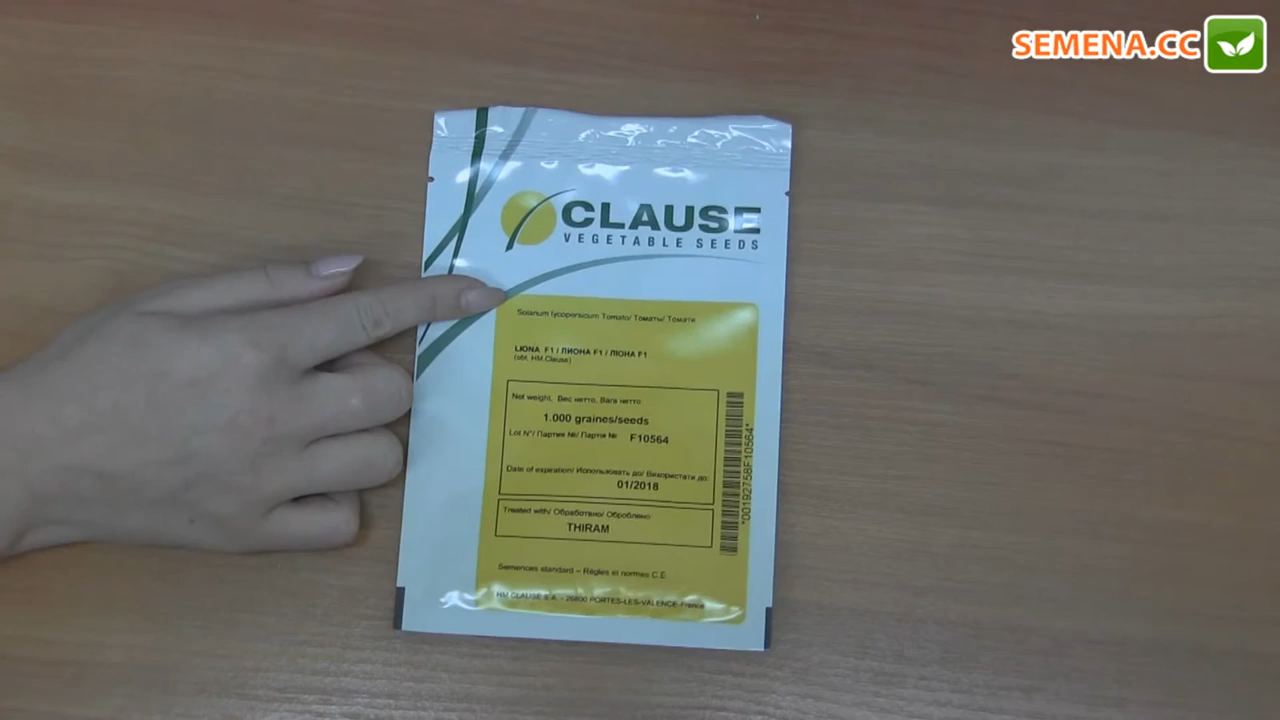 SEMENA.CC
CLAUSE
VEGETABLE SEEDS
Solanum lycopersicum Tomato/ Томаты/ Томати
LIONA F1 / ЛИОНА F1 / ЛІОНА F1
(obt. HM.Clause)
Net weight, Вес нетто, Вага нетто
1.000 graines/seeds
Lot N°/ Партия №/ Партія № F10564
Date of expiration/ Использовать до/ Використати до:
01/2018
Treated with/ Обработано/ Оброблено:
THIRAM
*00192758F10564*
Semences standard – Règles et normes C.E.
HM CLAUSE S.A. - 26800 PORTES-LES-VALENCE-France